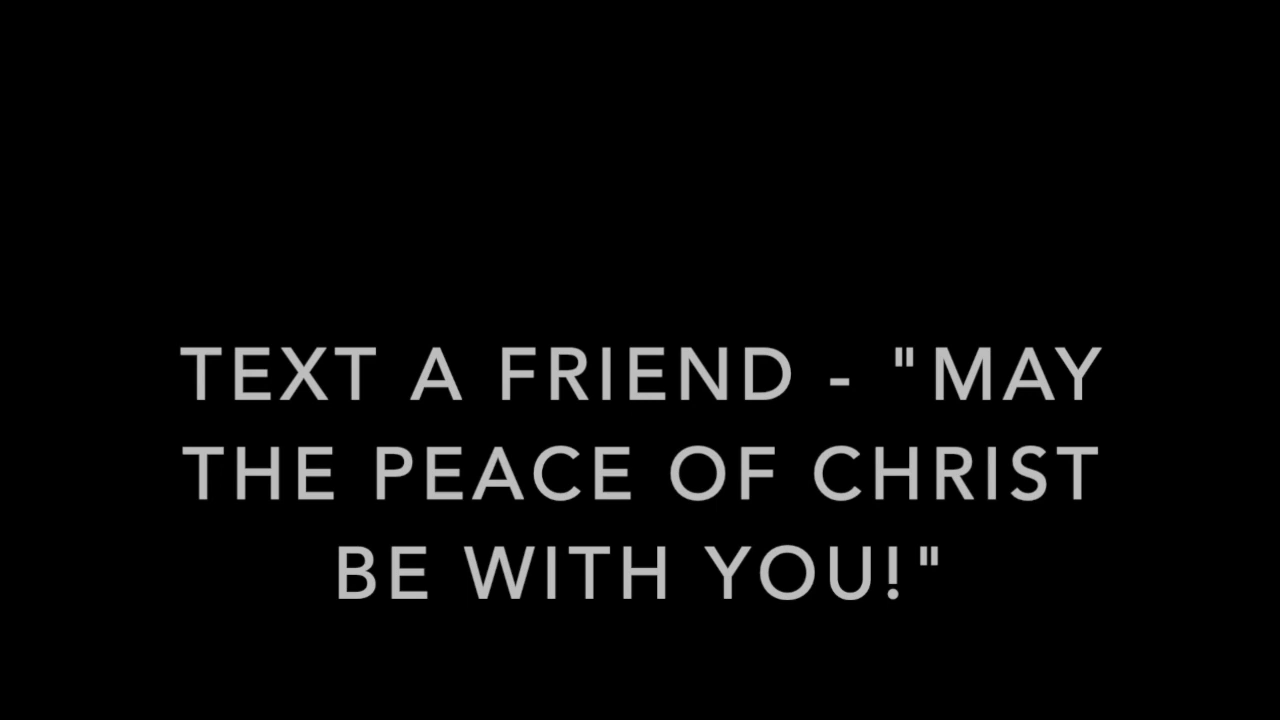 TEXT A FRIEND - "MAY
THE PEACE OF CHRIST
BE WITH YOU!"